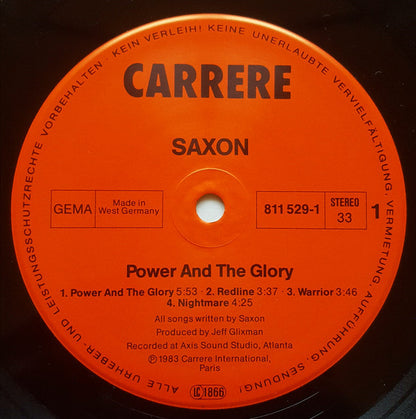 ALLE URHEBER- UND LEISTUNGSSCHUTZRECHTE VORBEHALTEN · KEIN VERLEIH! KEINE UNERLAUBTE VERVIELFÄLTIGUNG, VERMIETUNG, AUFFÜHRUNG, SENDUNG!
CARRERE
SAXON
GEMA
Made in
West Germany
811 529-1
STEREO
33
1
Power And The Glory
1. Power And The Glory 5:53 · 2. Redline 3:37 · 3. Warrior 3:46
4. Nightmare 4:25
All songs written by Saxon
Produced by Jeff Glixman
Recorded at Axis Sound Studio, Atlanta
Ⓟ 1983 Carrere International,
Paris
LC 1866